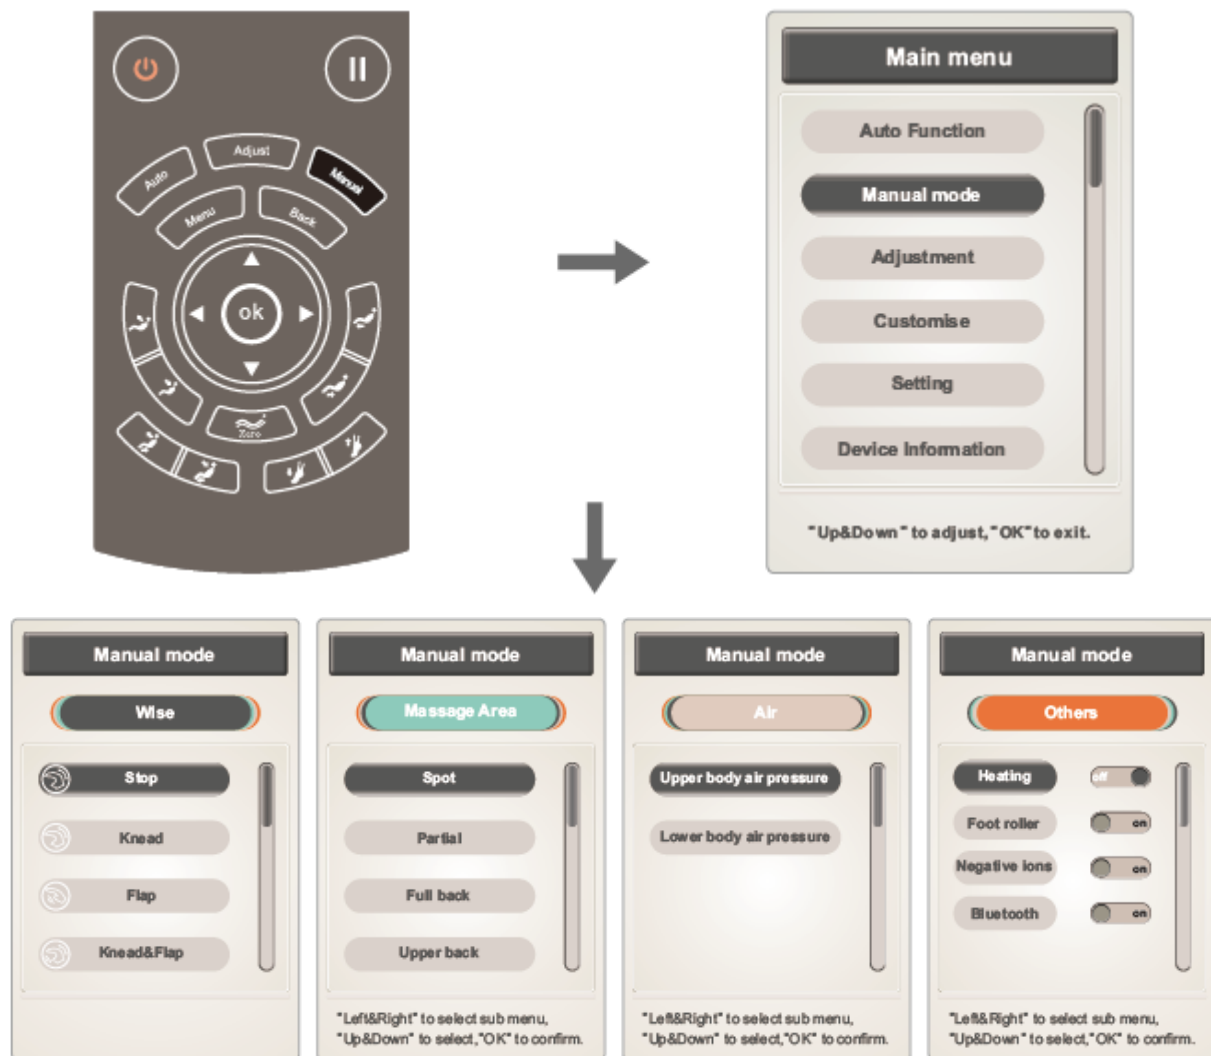 Auto
Adjust
Manual
Menu
Back
ok
Zero
Main menu
Auto Function
Manual mode
Adjustment
Customise
Setting
Device Information
"Up&Down" to adjust,"OK"to exit.
Manual mode
WIse
Stop
Knead
Flap
Knead&Flap
Manual mode
Massage Area
Spot
Partial
Full back
Upper back
"Left&Right" to select sub menu,
"Up&Down" to select,"OK" to confirm.
Manual mode
Air
Upper body air pressure
Lower body air pressure
"Left&Right" to select sub menu,
"Up&Down" to select,"OK" to confirm.
Manual mode
Others
Heating off
Foot roller on
Negative ions on
Bluetooth on
"Left&Right" to select sub menu,
"Up&Down" to select,"OK" to confirm.